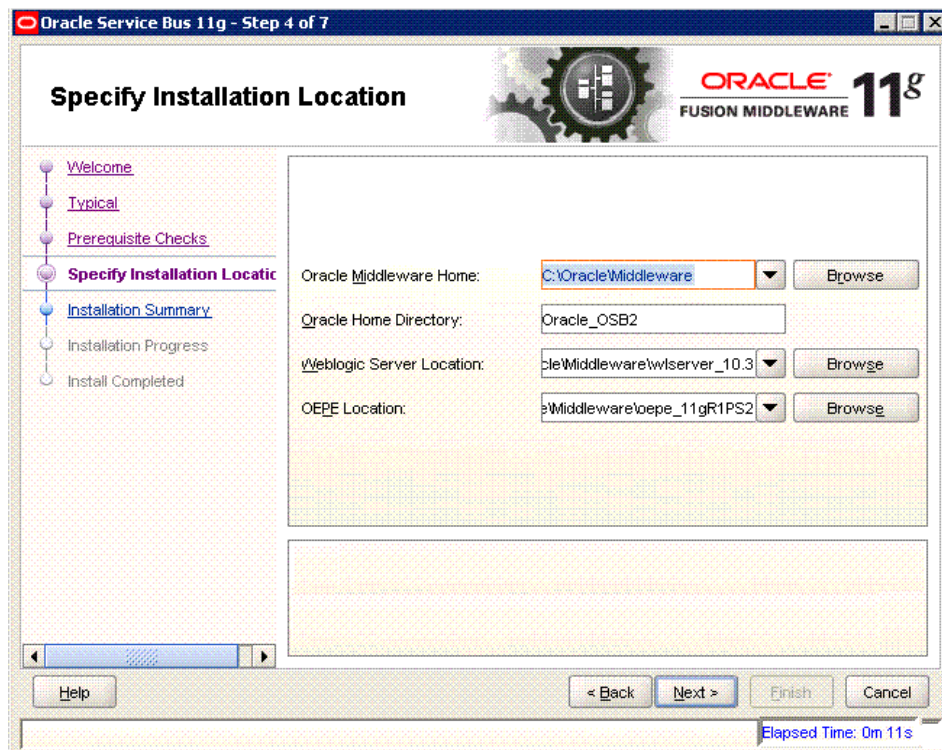 Oracle Service Bus 11g - Step 4 of 7
Specify Installation Location
ORACLE
FUSION MIDDLEWARE
11g
Welcome
Typical
Prerequisite Checks
Specify Installation Locatic
Installation Summary
Installation Progress
Install Completed
Oracle Middleware Home: C:\Oracle\Middleware Browse
Oracle Home Directory: Oracle_OSB2
Weblogic Server Location: cle\Middleware\wlserver_10.3 Browse
OEPE Location: e\Middleware\oepe_11gR1PS2 Browse
Help < Back Next > Finish Cancel
Elapsed Time: 0m 11s